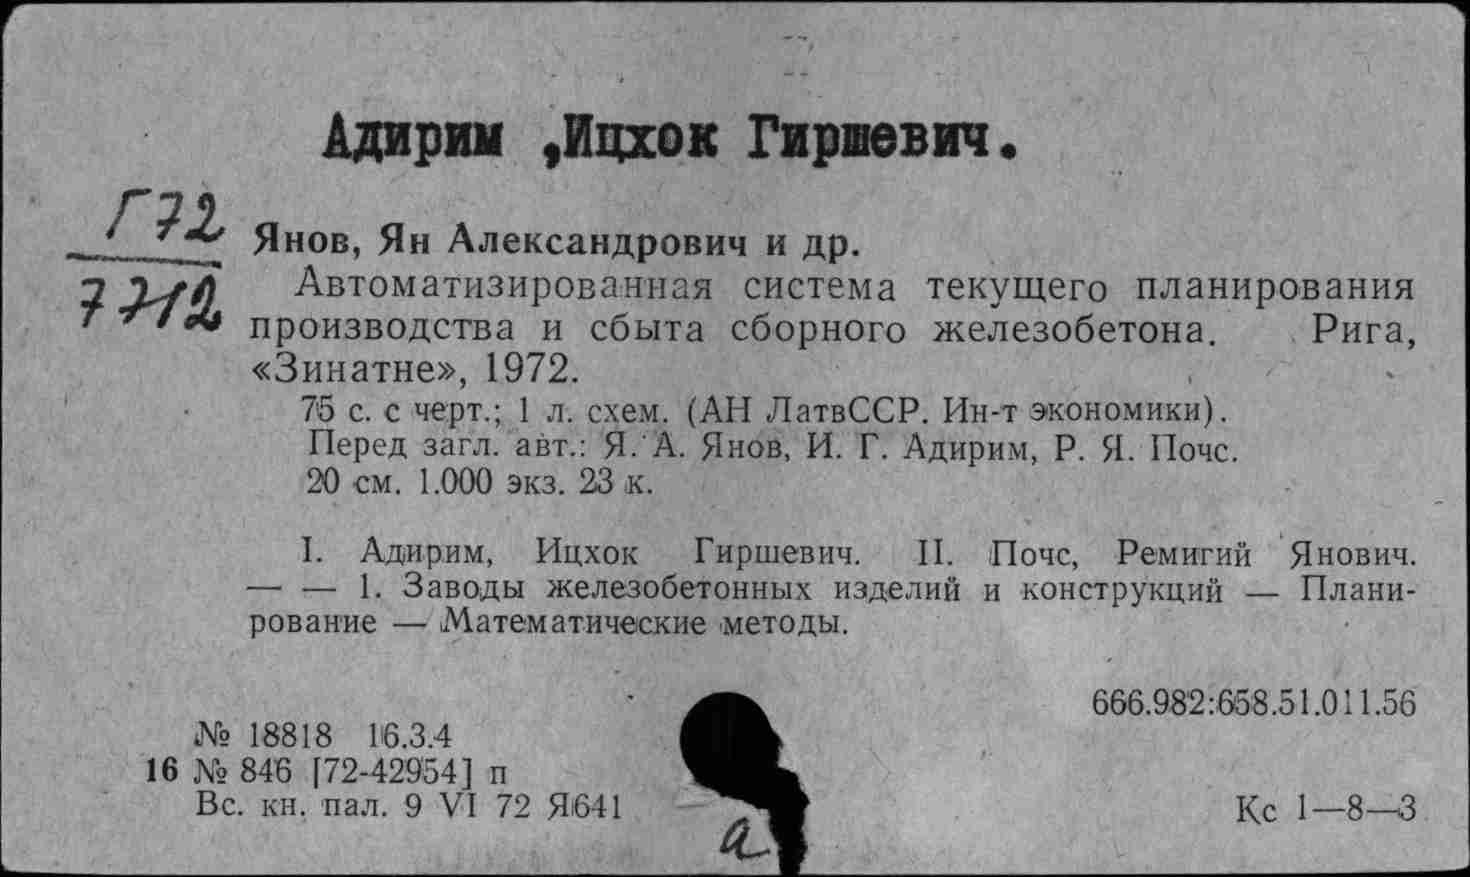 Адирим ,Ицхок Гиршевич.
Г72
7712
Янов, Ян Александрович и др.
Автоматизированная система текущего планирования
производства и сбыта сборного железобетона. Рига,
«Зинатне», 1972.
75 с. с черт.; 1 л. схем. (АН ЛатвССР. Ин-т экономики).
Перед загл. авт.: Я. А. Янов, И. Г. Адирим, Р. Я. Почс.
20 см. 1.000 экз. 23 к.
I. Адирим, Ицхок Гиршевич. II. Почс, Ремигий Янович.
— — 1. Заводы железобетонных изделий и конструкций — Плани-
рование — Математические методы.
666.982:658.51.011.56
№ 18818 16.3.4
16 № 846 [72-42954] п
Вс. кн. пал. 9 VI 72 Я641
Кс 1—8—3
а